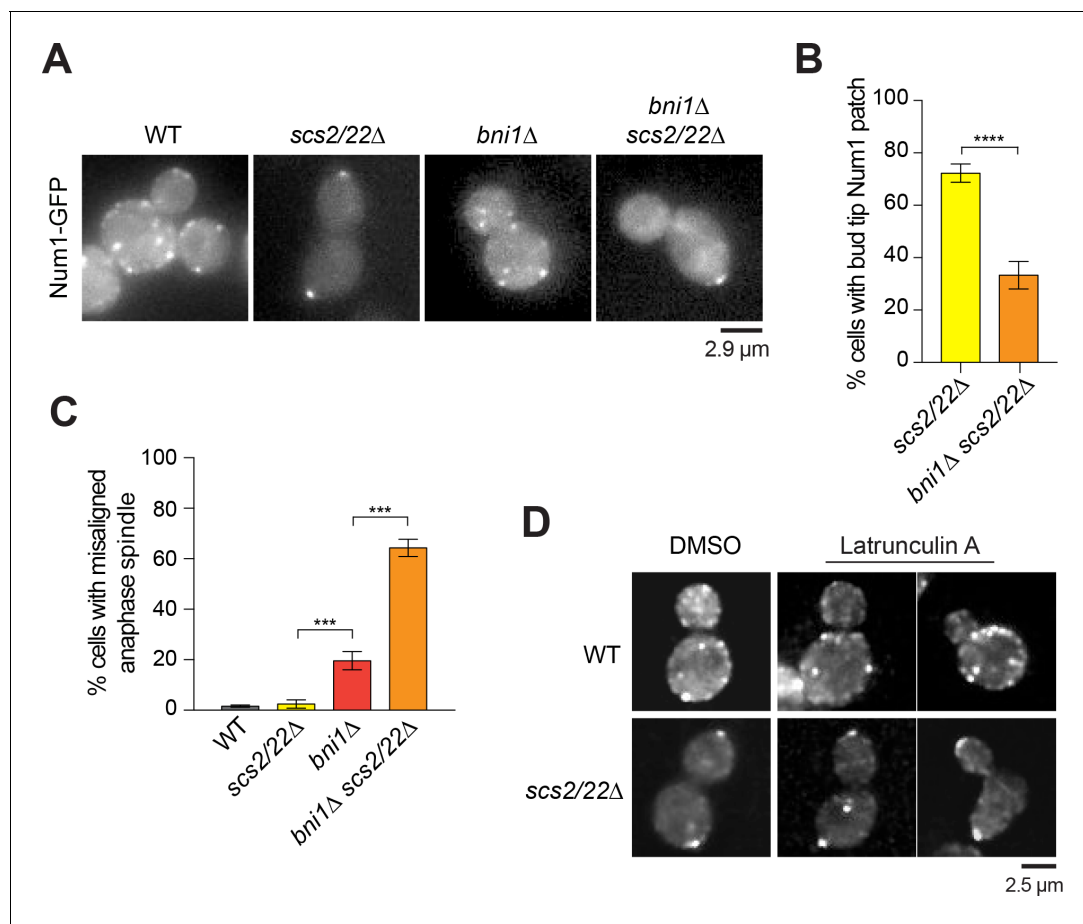 A
WT
scs2/22Δ
bni1Δ
bni1Δ
scs2/22Δ
Num1-GFP
2.9 µm
B
% cells with bud tip Num1 patch
100
80
60
40
20
0
****
scs2/22Δ
bni1Δ scs2/22Δ
C
% cells with misaligned
anaphase spindle
100
80
60
40
20
0
***
***
WT
scs2/22Δ
bni1Δ
bni1Δ scs2/22Δ
D
DMSO
Latrunculin A
WT
scs2/22Δ
2.5 µm